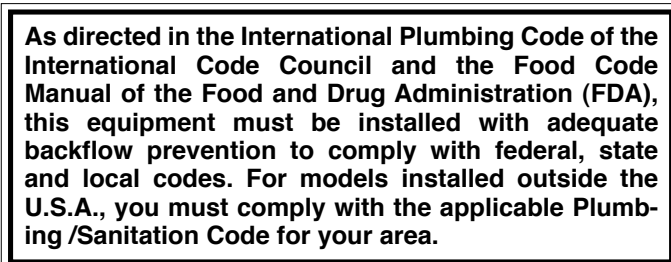 As directed in the International Plumbing Code of the
International Code Council and the Food Code
Manual of the Food and Drug Administration (FDA),
this equipment must be installed with adequate
backflow prevention to comply with federal, state
and local codes. For models installed outside the
U.S.A., you must comply with the applicable Plumb-
ing /Sanitation Code for your area.